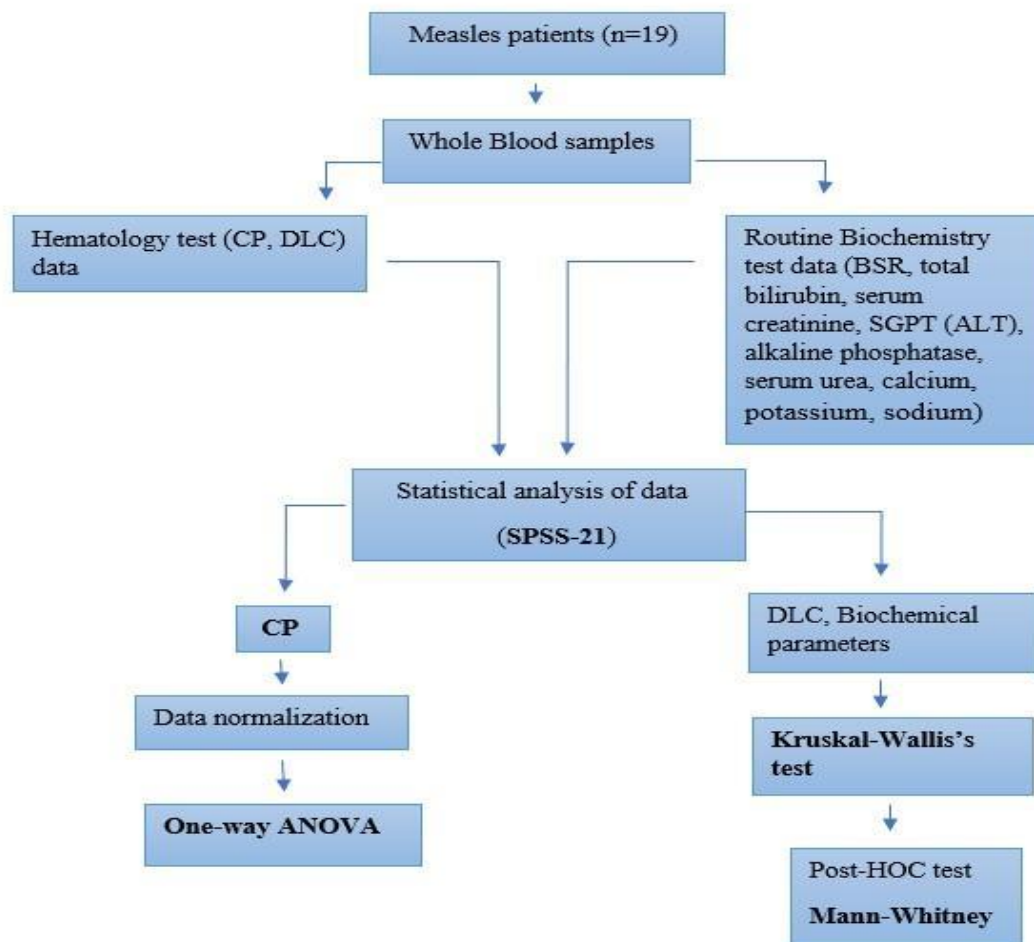 Measles patients (n=19)
Whole Blood samples
Hematology test (CP, DLC)
data
Routine Biochemistry
test data (BSR, total
bilirubin, serum
creatinine, SGPT (ALT),
alkaline phosphatase,
serum urea, calcium,
potassium, sodium)
Statistical analysis of data
(SPSS-21)
CP
Data normalization
One-way ANOVA
DLC, Biochemical
parameters
Kruskal-Wallis’s
test
Post-HOC test
Mann-Whitney